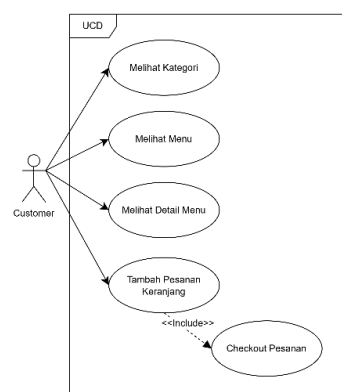 UCD
Melihat Kategori
Melihat Menu
Melihat Detail Menu
Customer
Tambah Pesanan
Keranjang
<<Include>>
Checkout Pesanan